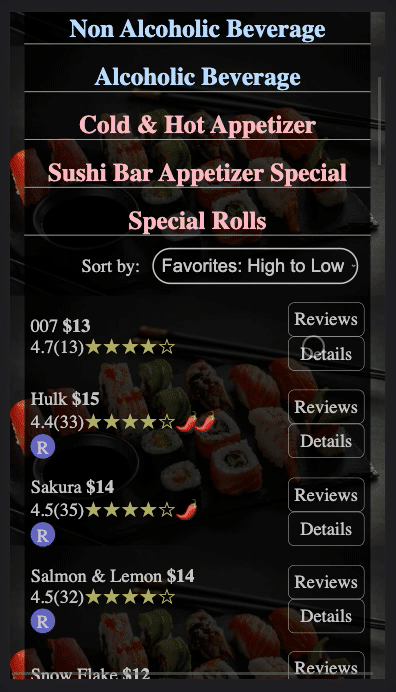 Non Alcoholic Beverage
Alcoholic Beverage
Cold & Hot Appetizer
Sushi Bar Appetizer Special
Special Rolls
Sort by: Favorites: High to Low
007 $13
Reviews
4.7(13)★★★★☆
Details
Hulk $15
Reviews
4.4(33)★★★★☆🌶️🌶️
Details
R
Sakura $14
Reviews
4.5(35)★★★★☆🌶️
Details
R
Salmon & Lemon $14
Reviews
4.5(32)★★★★☆
Details
R
Snow Flake $12
Reviews